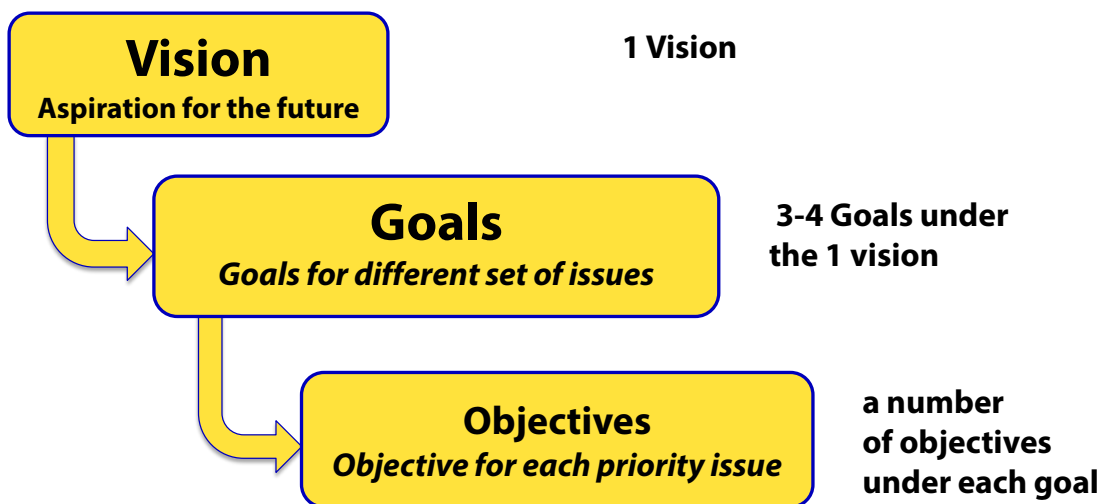 Vision
Aspiration for the future
1 Vision
Goals
Goals for different set of issues
3-4 Goals under
the 1 vision
Objectives
Objective for each priority issue
a number
of objectives
under each goal